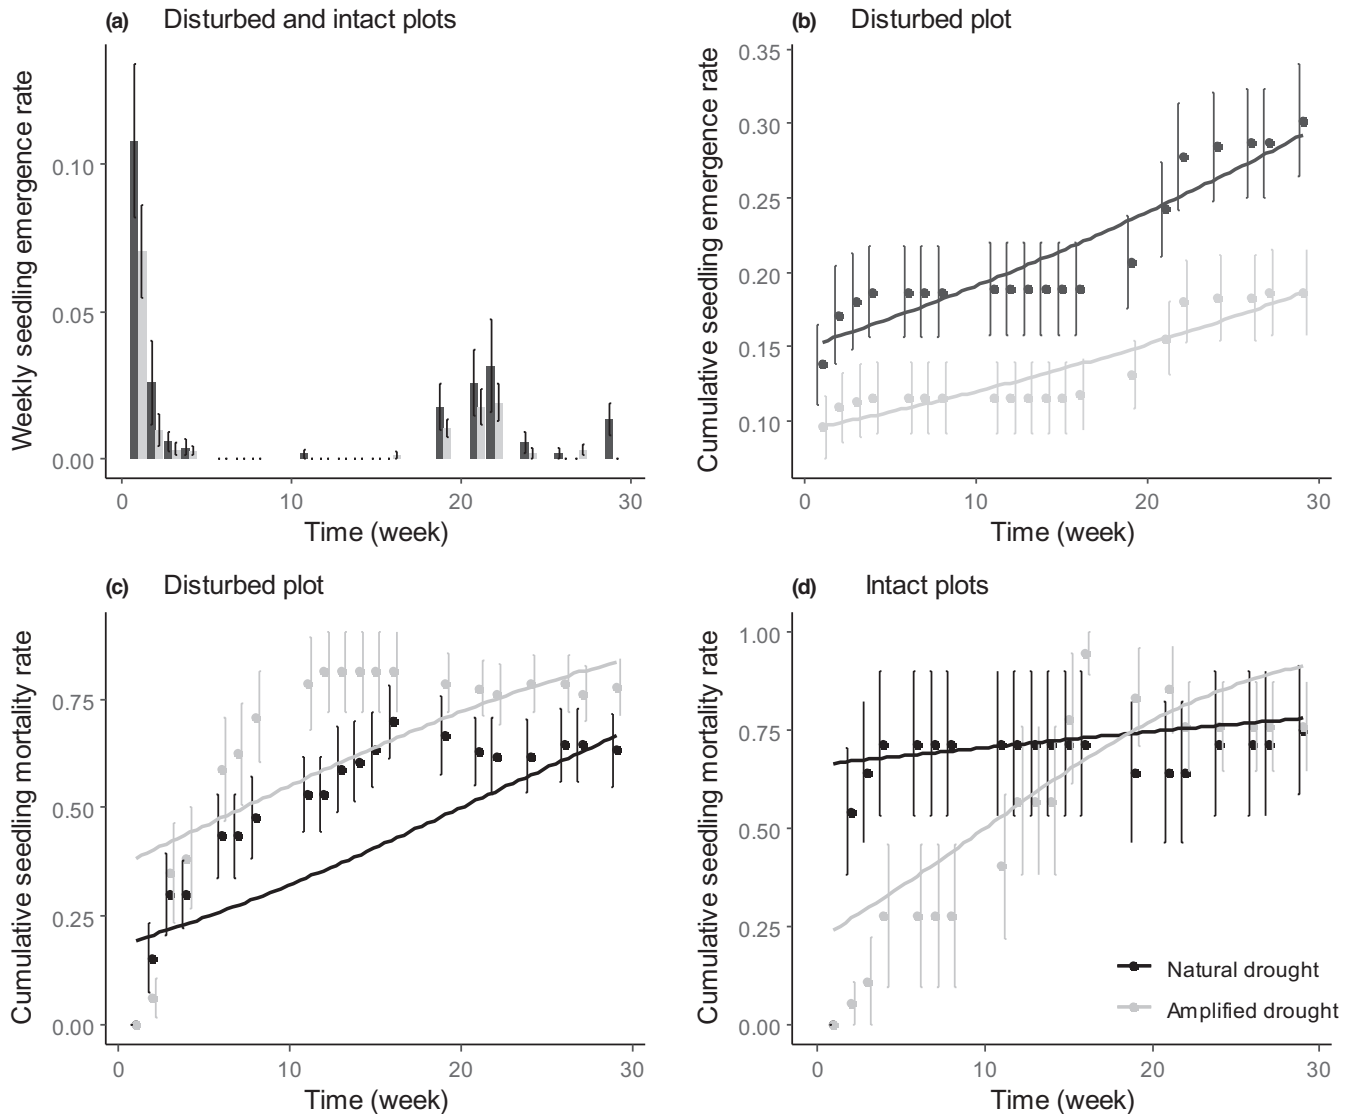 (a) Disturbed and intact plots
Weekly seedling emergence rate
0.10
0.05
0.00
0 10 20 30
Time (week)
(b) Disturbed plot
Cumulative seedling emergence rate
0.35
0.30
0.25
0.20
0.15
0.10
0 10 20 30
Time (week)
(c) Disturbed plot
Cumulative seedling mortality rate
0.75
0.50
0.25
0.00
0 10 20 30
Time (week)
(d) Intact plots
Cumulative seedling mortality rate
1.00
0.75
0.50
0.25
0.00
Natural drought
Amplified drought
0 10 20 30
Time (week)